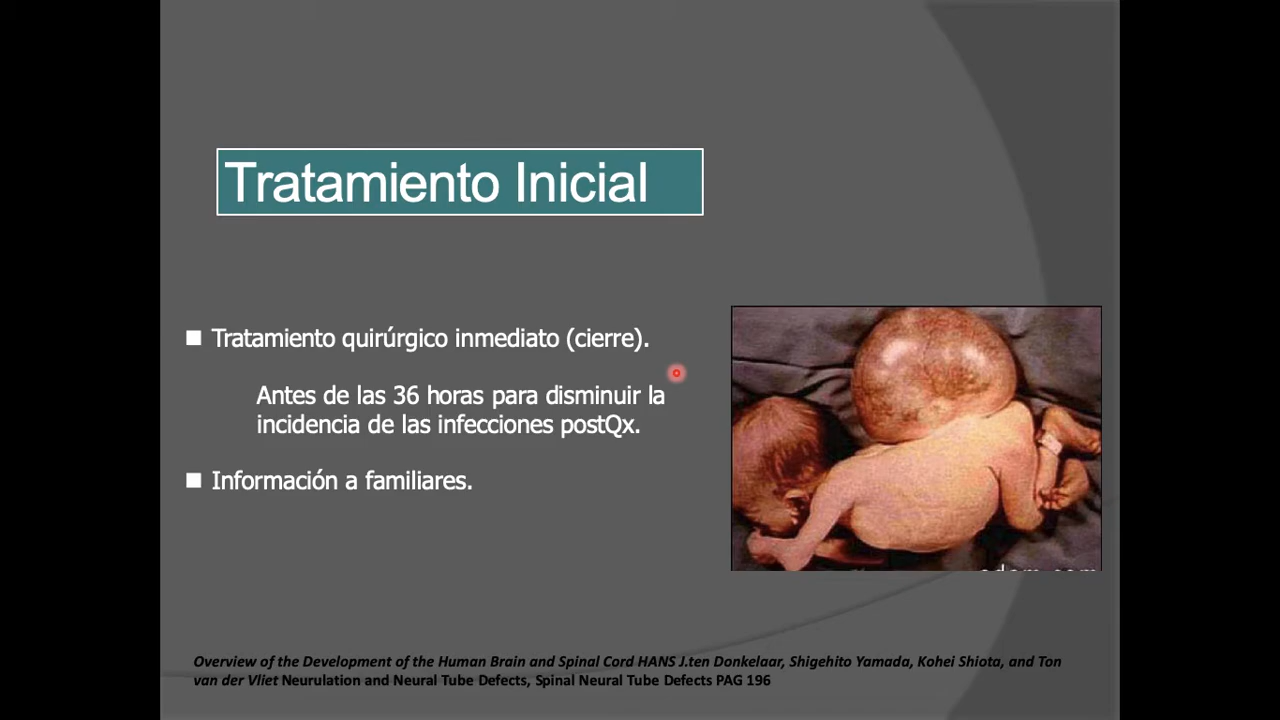 Tratamiento Inicial
Tratamiento quirúrgico inmediato (cierre).
Antes de las 36 horas para disminuir la
incidencia de las infecciones postQx.
Información a familiares.
Overview of the Development of the Human Brain and Spinal Cord HANS J.ten Donkelaar, Shigehito Yamada, Kohei Shiota, and Ton
van der Vliet Neurulation and Neural Tube Defects, Spinal Neural Tube Defects PAG 196